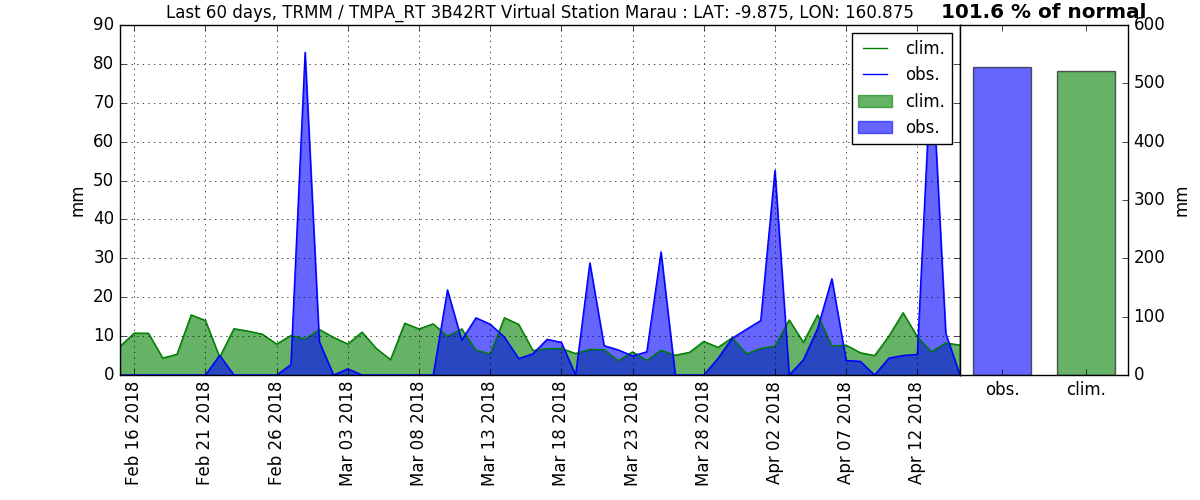 Last 60 days, TRMM / TMPA_RT 3B42RT Virtual Station Marau : LAT: -9.875, LON: 160.875
101.6 % of normal
90
80
70
60
50
40
30
20
10
0
mm
clim.
obs.
clim.
obs.
600
500
400
300
200
100
0
mm
obs.
clim.
Feb 16 2018
Feb 21 2018
Feb 26 2018
Mar 03 2018
Mar 08 2018
Mar 13 2018
Mar 18 2018
Mar 23 2018
Mar 28 2018
Apr 02 2018
Apr 07 2018
Apr 12 2018